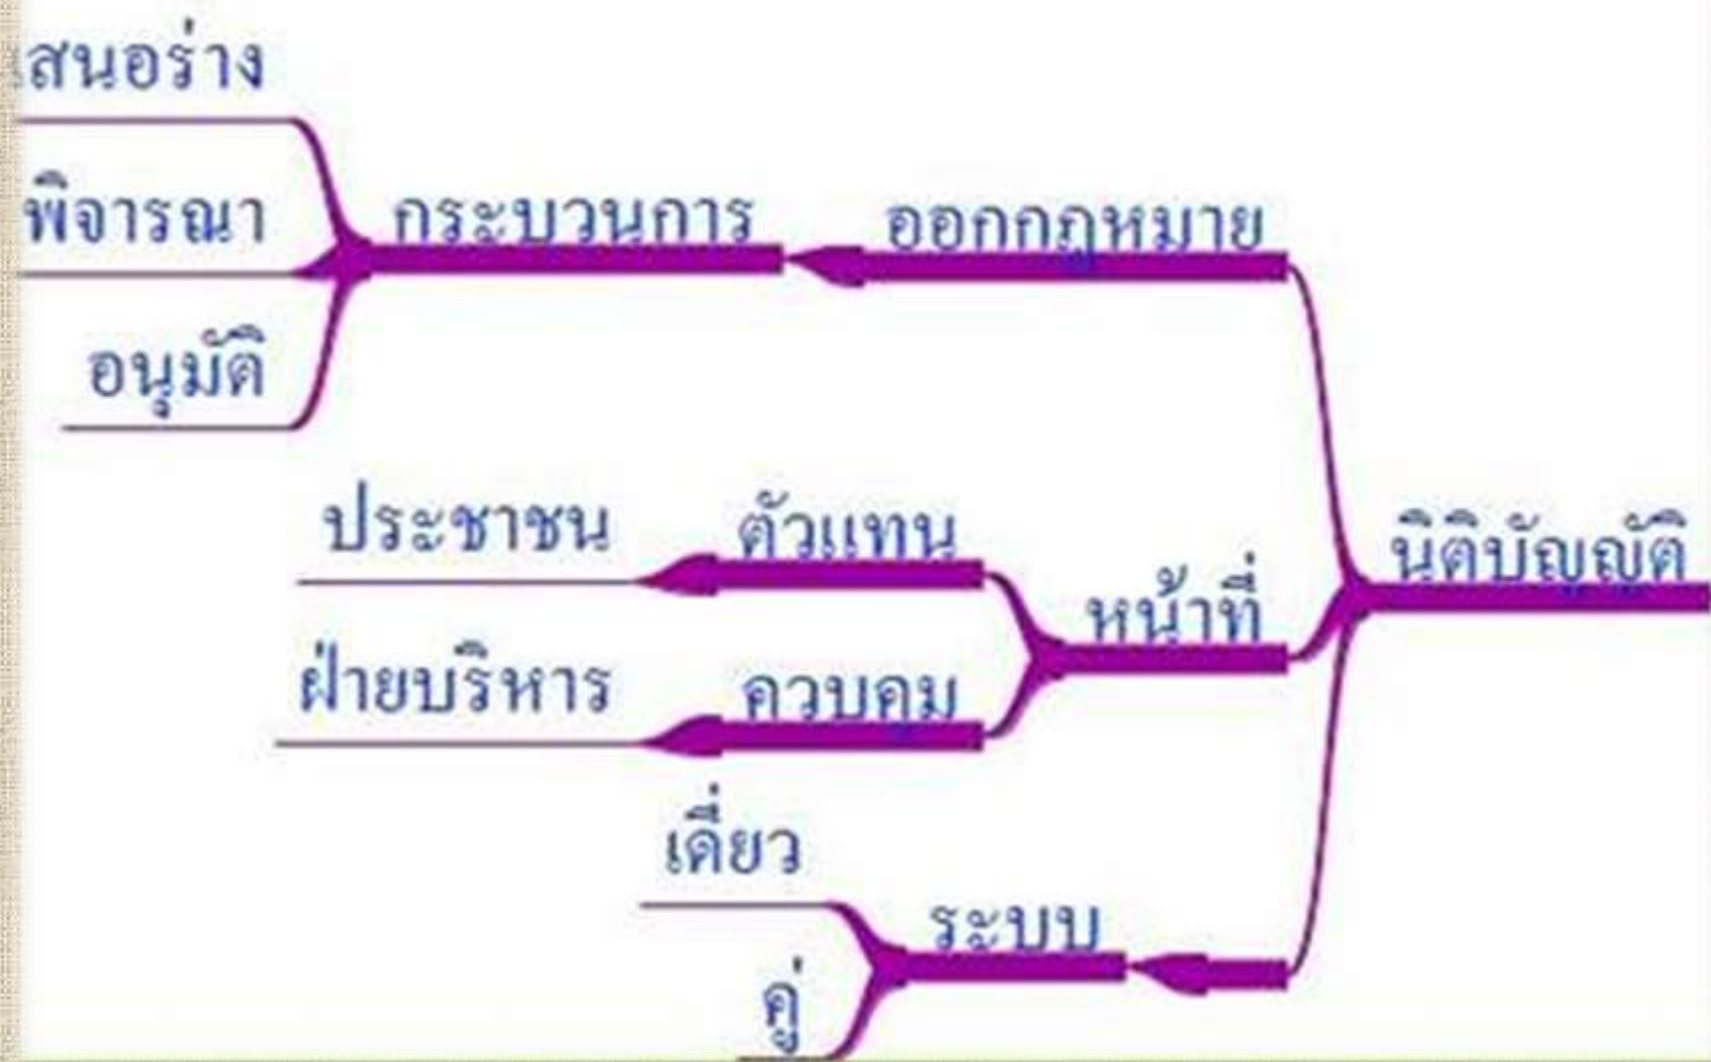 สนอร่าง
พิจารณา
อนุมัติ
กระบวนการ
ออกกฎหมาย
ประชาชน
ตัวแทน
ฝ่ายบริหาร
ควบคุม
หน้าที่
นิติบัญญัติ
เดี่ยว
คู่
ระบบ